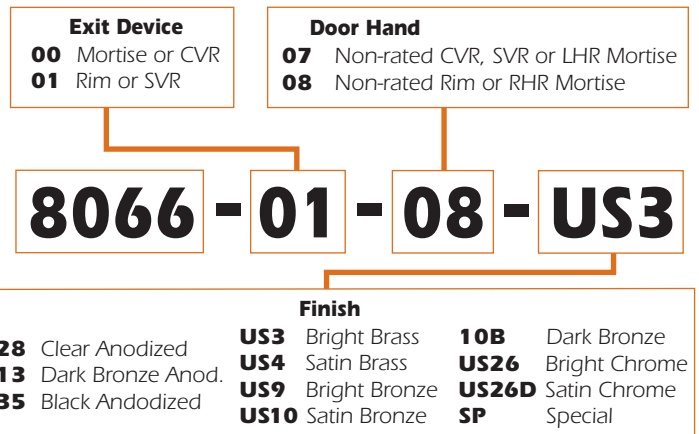 Exit Device
00 Mortise or CVR
01 Rim or SVR
Door Hand
07 Non-rated CVR, SVR or LHR Mortise
08 Non-rated Rim or RHR Mortise
8066 - 01 - 08 - US3
Finish
28 Clear Anodized
13 Dark Bronze Anod.
35 Black Andodized
US3 Bright Brass
US4 Satin Brass
US9 Bright Bronze
US10 Satin Bronze
10B Dark Bronze
US26 Bright Chrome
US26D Satin Chrome
SP Special